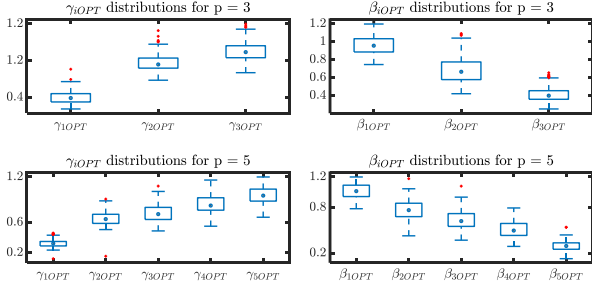 γiOPT distributions for p = 3
1.2
1.2
0.4
γ1OPT γ2OPT γ3OPT
βiOPT distributions for p = 3
1.2
1
0.8
0.6
0.4
β1OPT β2OPT β3OPT
γiOPT distributions for p = 5
1.2
0.6
0.2
γ1OPT γ2OPT γ3OPT γ4OPT γ5OPT
βiOPT distributions for p = 5
1.2
0.8
0.2
β1OPT β2OPT β3OPT β4OPT β5OPT